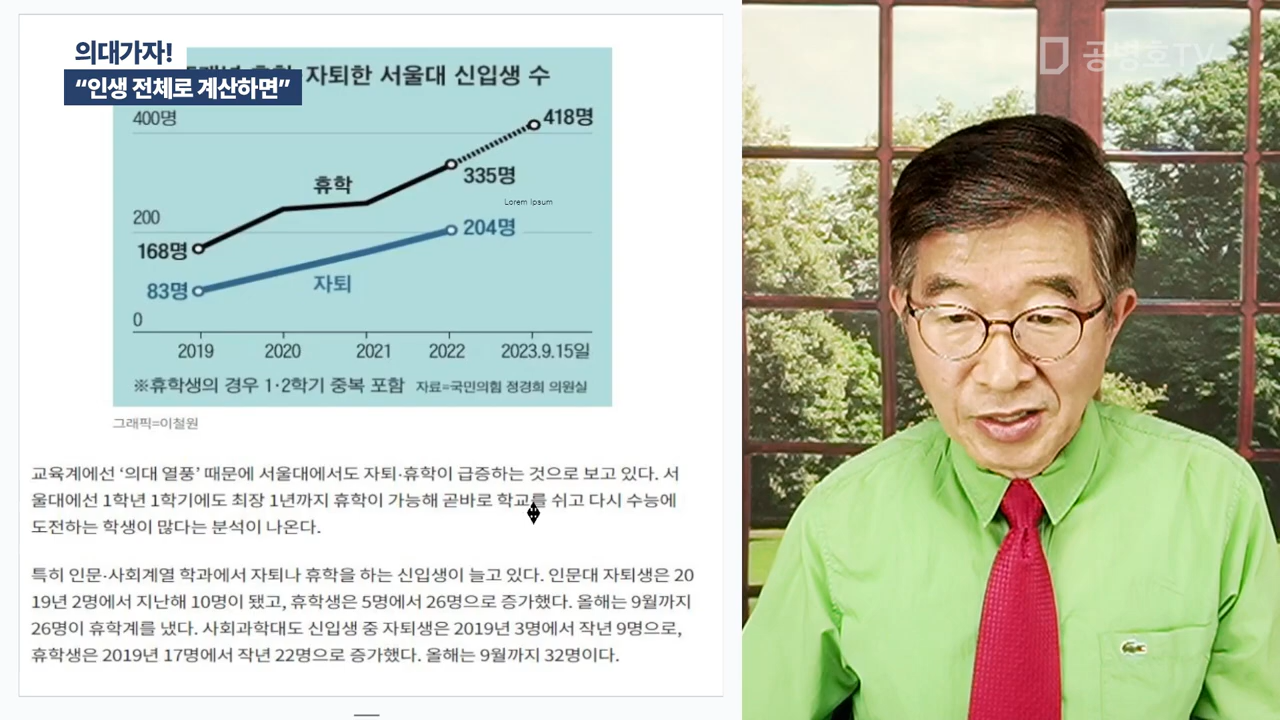 의대가자!
“인생 전체로 계산하면”
자퇴한 서울대 신입생 수
공병호TV
400명
418명
335명
휴학
Lorem Ipsum
200
204명
168명
83명
자퇴
0
2019 2020 2021 2022 2023.9.15일
※휴학생의 경우 1·2학기 중복 포함 자료=국민의힘 정경희 의원실
그래픽=이철원
교육계에선 ‘의대 열풍’ 때문에 서울대에서도 자퇴·휴학이 급증하는 것으로 보고 있다. 서
울대에선 1학년 1학기에도 최장 1년까지 휴학이 가능해 곧바로 학교를 쉬고 다시 수능에
도전하는 학생이 많다는 분석이 나온다.
특히 인문·사회계열 학과에서 자퇴나 휴학을 하는 신입생이 늘고 있다. 인문대 자퇴생은 20
19년 2명에서 지난해 10명이 됐고, 휴학생은 5명에서 26명으로 증가했다. 올해는 9월까지
26명이 휴학계를 냈다. 사회과학대도 신입생 중 자퇴생은 2019년 3명에서 작년 9명으로,
휴학생은 2019년 17명에서 작년 22명으로 증가했다. 올해는 9월까지 32명이다.